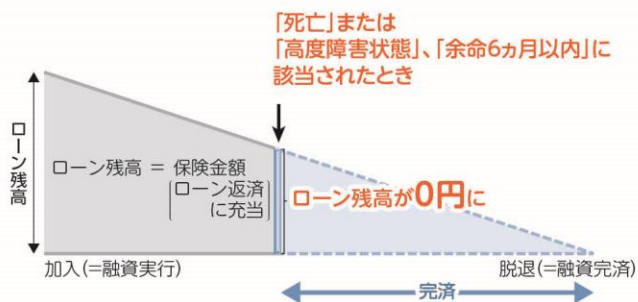 「死亡」または
「高度障害状態」、「余命6ヵ月以内」に
該当されたとき
ローン残高
ローン残高 = 保険金額
ローン返済
に充当
ローン残高が0円に
加入(=融資実行)
脱退(=融資完済)
完済